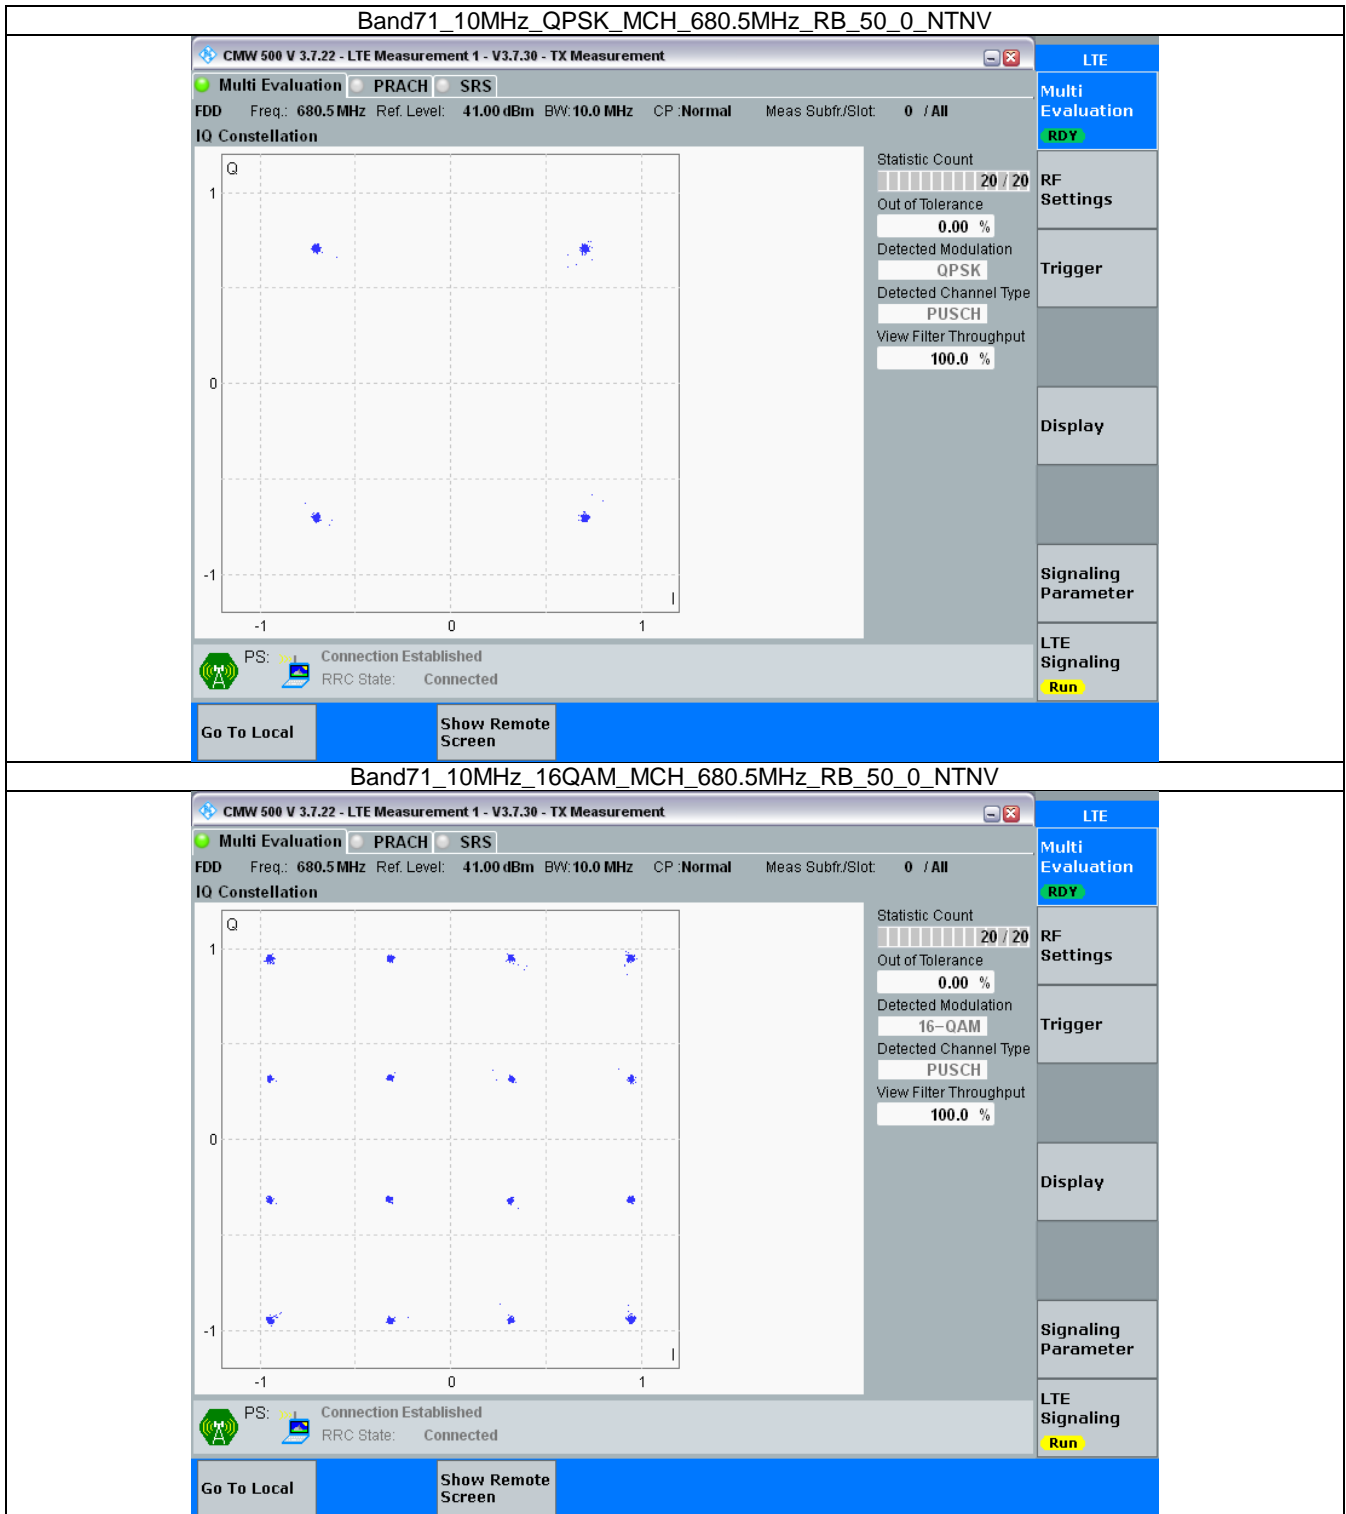 Band71_10MHz_QPSK_MCH_680.5MHz_RB_50_0_NTNV
CMW 500 V 3.7.22 - LTE Measurement 1 - V3.7.30 - TX Measurement
LTE
Multi Evaluation PRACH SRS
Multi
Evaluation
RDY
FDD Freq.: 680.5 MHz Ref. Level: 41.00 dBm BW: 10.0 MHz CP :Normal Meas Subfr./Slot: 0 / All
IQ Constellation
Q
1
0
-1
I
-1 0 1
Statistic Count
20 / 20
Out of Tolerance
0.00 %
Detected Modulation
QPSK
Detected Channel Type
PUSCH
View Filter Throughput
100.0 %
RF
Settings
Trigger
Display
Signaling
Parameter
LTE
Signaling
Run
PS: Connection Established
RRC State: Connected
Go To Local
Show Remote
Screen
Band71_10MHz_16QAM_MCH_680.5MHz_RB_50_0_NTNV
CMW 500 V 3.7.22 - LTE Measurement 1 - V3.7.30 - TX Measurement
LTE
Multi Evaluation PRACH SRS
Multi
Evaluation
RDY
FDD Freq.: 680.5 MHz Ref. Level: 41.00 dBm BW: 10.0 MHz CP :Normal Meas Subfr./Slot: 0 / All
IQ Constellation
Q
1
0
-1
I
-1 0 1
Statistic Count
20 / 20
Out of Tolerance
0.00 %
Detected Modulation
16-QAM
Detected Channel Type
PUSCH
View Filter Throughput
100.0 %
RF
Settings
Trigger
Display
Signaling
Parameter
LTE
Signaling
Run
PS: Connection Established
RRC State: Connected
Go To Local
Show Remote
Screen